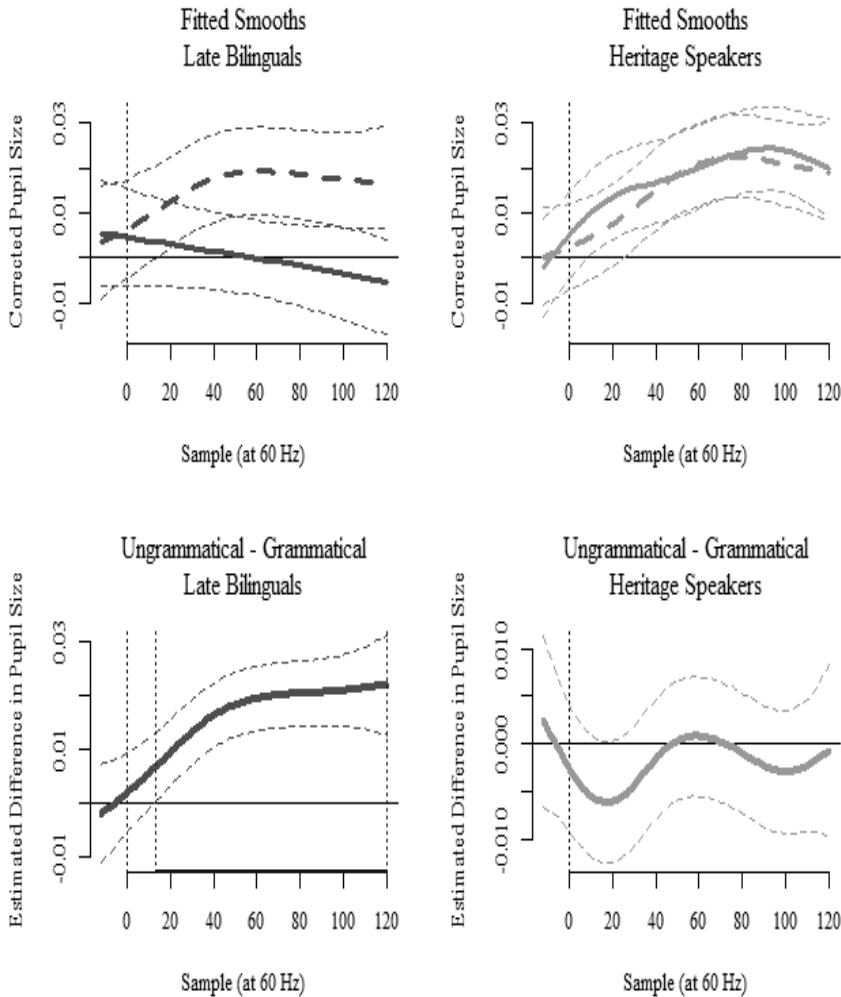 Fitted Smooths
Late Bilinguals
Corrected Pupil Size
0.03
0.01
-0.01
0 20 40 60 80 100 120
Sample (at 60 Hz)
Fitted Smooths
Heritage Speakers
Corrected Pupil Size
0.03
0.01
-0.01
0 20 40 60 80 100 120
Sample (at 60 Hz)
Ungrammatical - Grammatical
Late Bilinguals
Estimated Difference in Pupil Size
0.03
0.01
-0.01
0 20 40 60 80 100 120
Sample (at 60 Hz)
Ungrammatical - Grammatical
Heritage Speakers
Estimated Difference in Pupil Size
0.010
0.000
-0.010
0 20 40 60 80 100 120
Sample (at 60 Hz)